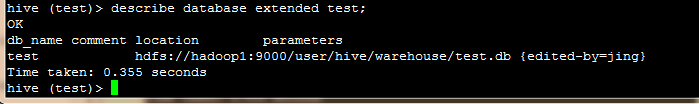 hive (test)> describe database extended test;
OK
db_name comment location        parameters
test            hdfs://hadoop1:9000/user/hive/warehouse/test.db {edited-by=jing}
Time taken: 0.355 seconds
hive (test)>